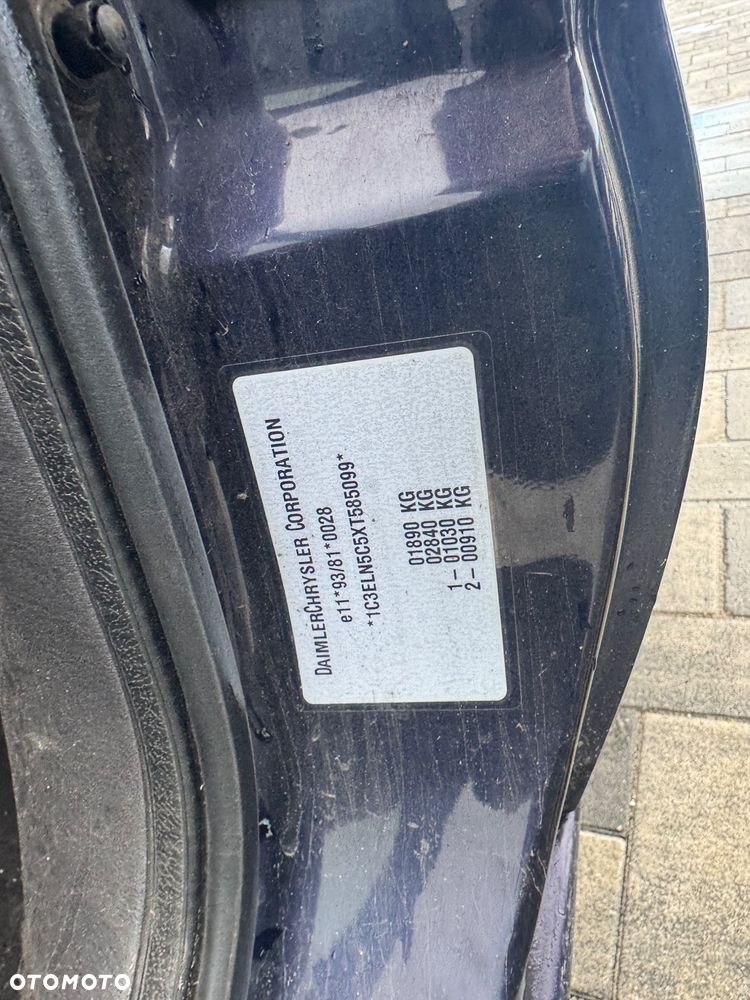 DAIMLERCHRYSLER CORPORATION
e11*93/81*0028
*1C3ELN5C5XT585099*
01890 KG
02840 KG
1- 01030 KG
2- 00910 KG
OTOMOTO